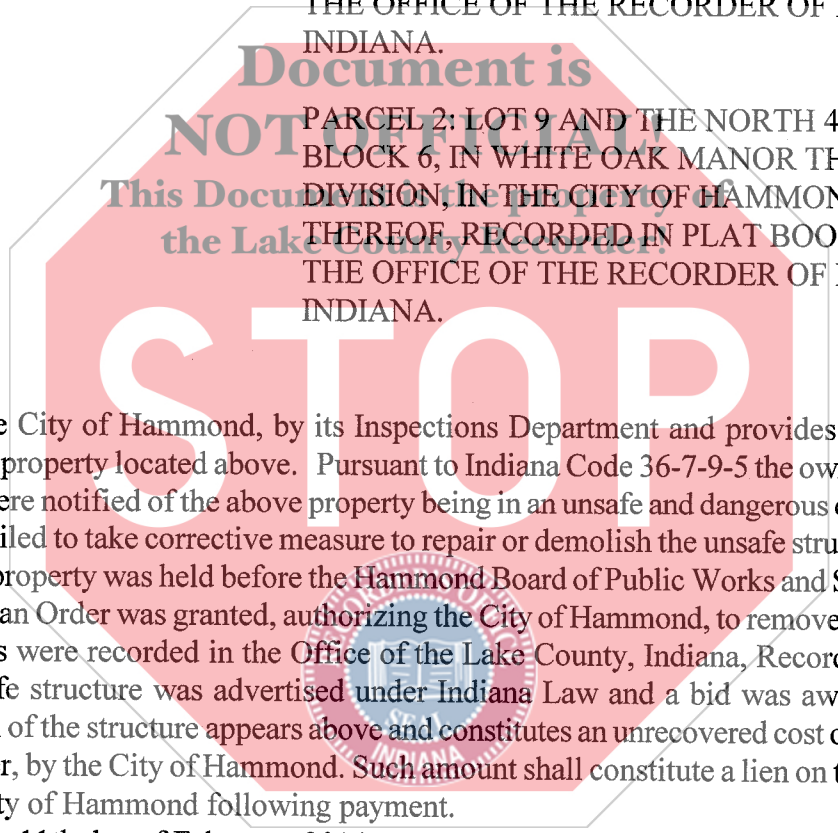 THE OFFICE OF THE RECORDER OF
INDIANA.
Document is
NOT OFFICIAL!
This Document is the property of
the Lake County Recorder!
PARCEL 2: LOT 9 AND THE NORTH 4
BLOCK 6, IN WHITE OAK MANOR TH
DIVISION, IN THE CITY OF HAMMON
THEREOF, RECORDED IN PLAT BOO
THE OFFICE OF THE RECORDER OF
INDIANA.
STOP
e City of Hammond, by its Inspections Department and provides
property located above. Pursuant to Indiana Code 36-7-9-5 the ow
ere notified of the above property being in an unsafe and dangerous
iled to take corrective measure to repair or demolish the unsafe stru
property was held before the Hammond Board of Public Works and S
an Order was granted, authorizing the City of Hammond, to remove
s were recorded in the Office of the Lake County, Indiana, Record
fe structure was advertised under Indiana Law and a bid was aw
of the structure appears above and constitutes an unrecovered cost o
r, by the City of Hammond. Such amount shall constitute a lien on t
ty of Hammond following payment.
SEAL
INDIANA